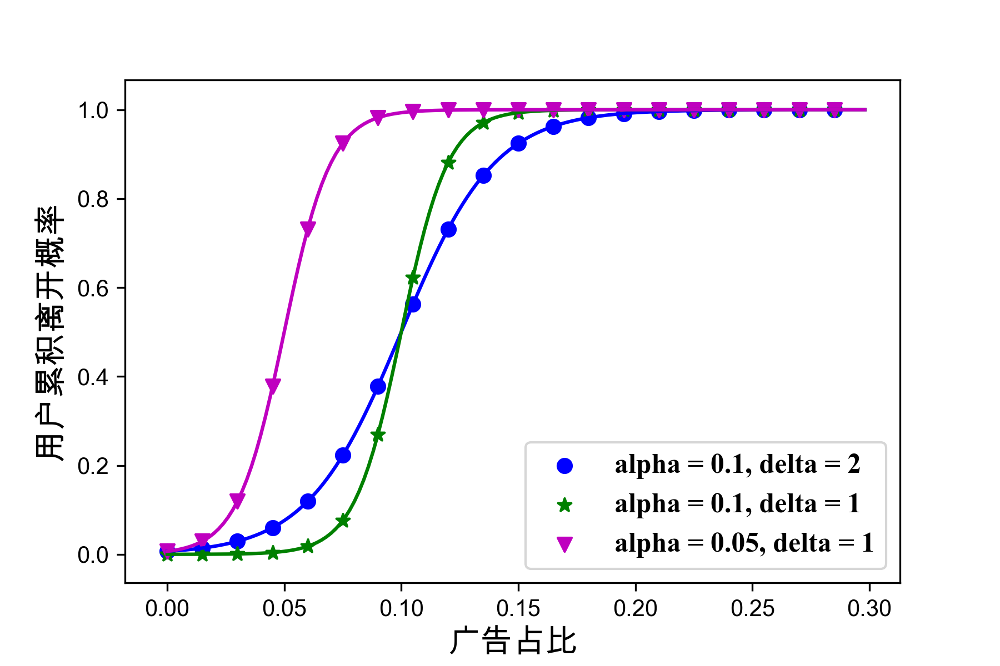 用户累积离开概率
1.0
0.8
0.6
0.4
0.2
0.0
alpha = 0.1, delta = 2
alpha = 0.1, delta = 1
alpha = 0.05, delta = 1
0.00 0.05 0.10 0.15 0.20 0.25 0.30
广告占比